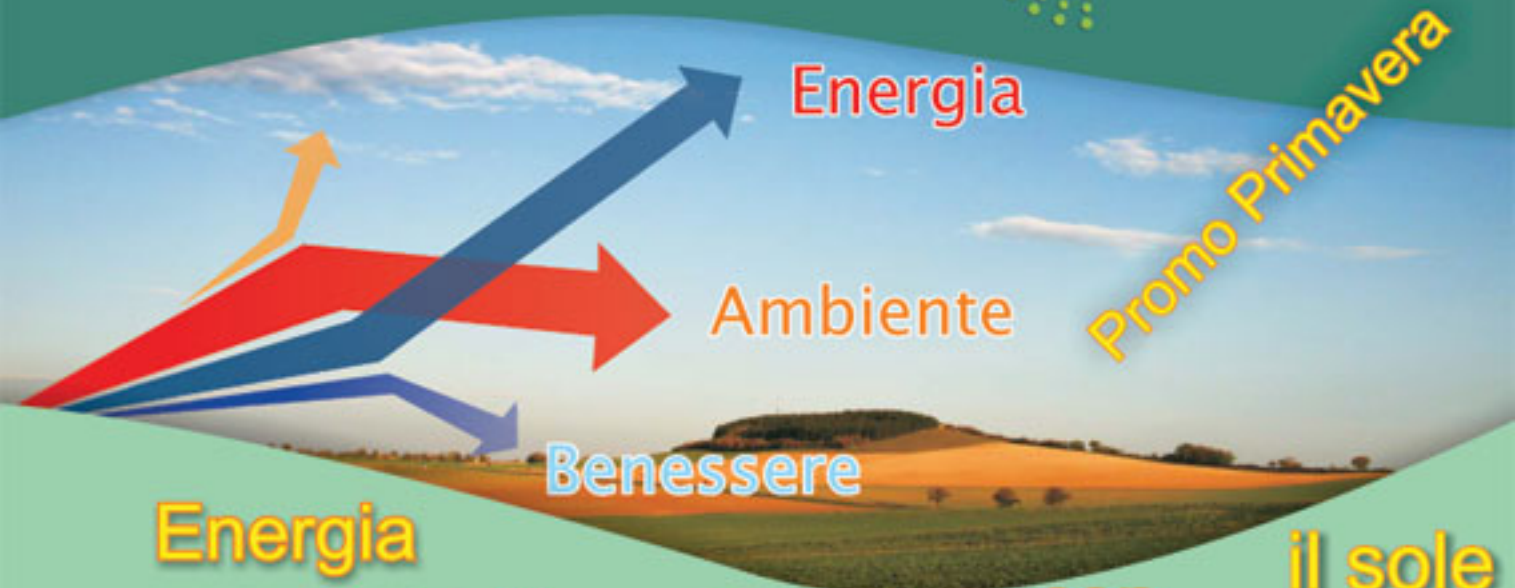 Energia
Promo Primavera
Ambiente
Benessere
Energia
il sole